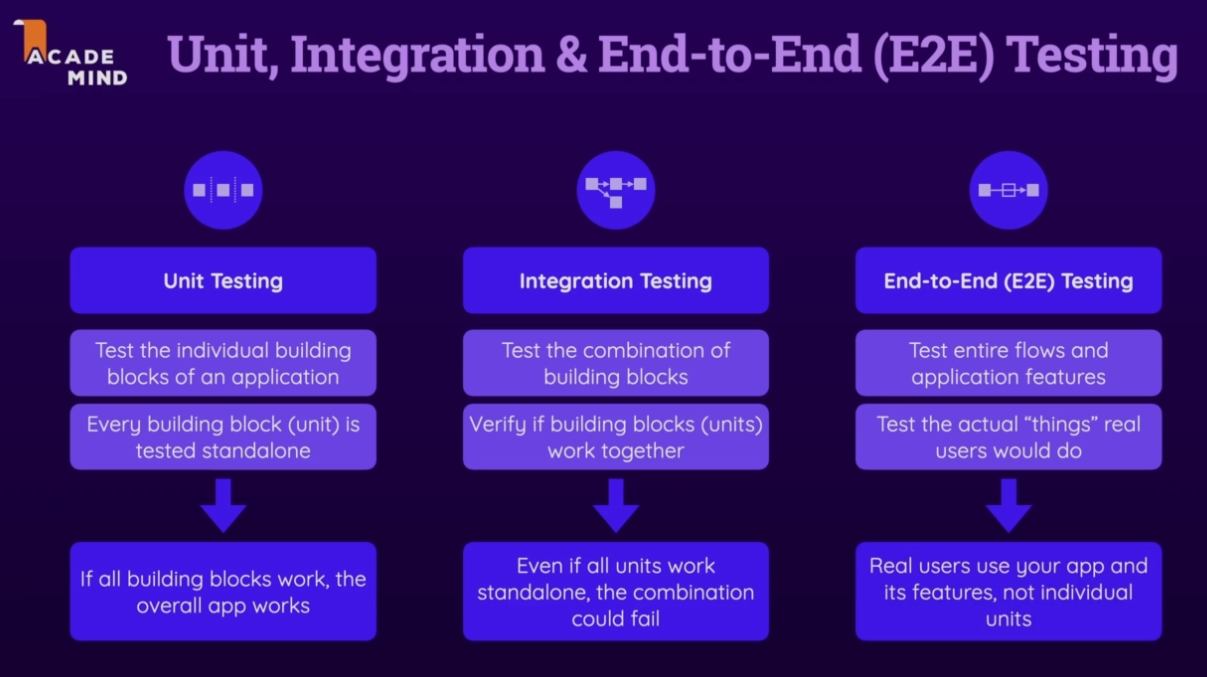 ACADE
MIND
Unit, Integration & End-to-End (E2E) Testing
Unit Testing
Test the individual building
blocks of an application
Every building block (unit) is
tested standalone
If all building blocks work, the
overall app works
Integration Testing
Test the combination of
building blocks
Verify if building blocks (units)
work together
Even if all units work
standalone, the combination
could fail
End-to-End (E2E) Testing
Test entire flows and
application features
Test the actual “things” real
users would do
Real users use your app and
its features, not individual
units